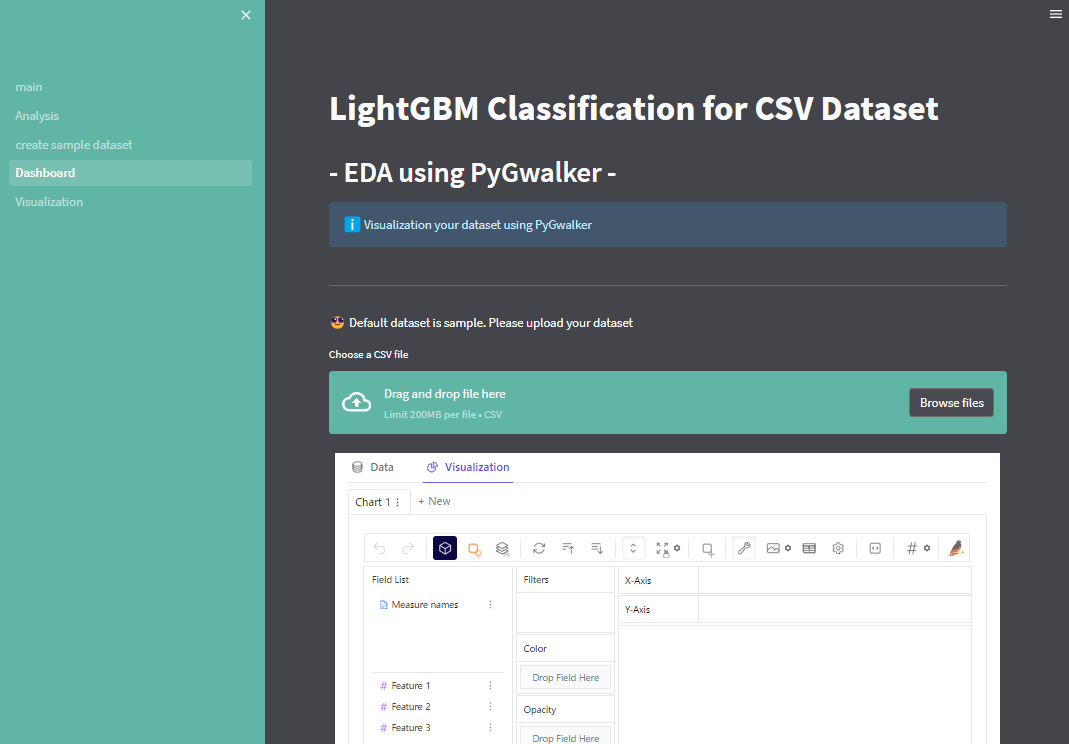 main
Analysis
create sample dataset
Dashboard
Visualization
LightGBM Classification for CSV Dataset
- EDA using PyGwalker -
Visualization your dataset using PyGwalker
Default dataset is sample. Please upload your dataset
Choose a CSV file
Drag and drop file here
Limit 200MB per file • CSV
Browse files
Data
Visualization
Chart 1
+ New
Field List
Measure names
# Feature 1
# Feature 2
# Feature 3
Filters
Color
Drop Field Here
Opacity
Drop Field Here
X-Axis
Y-Axis